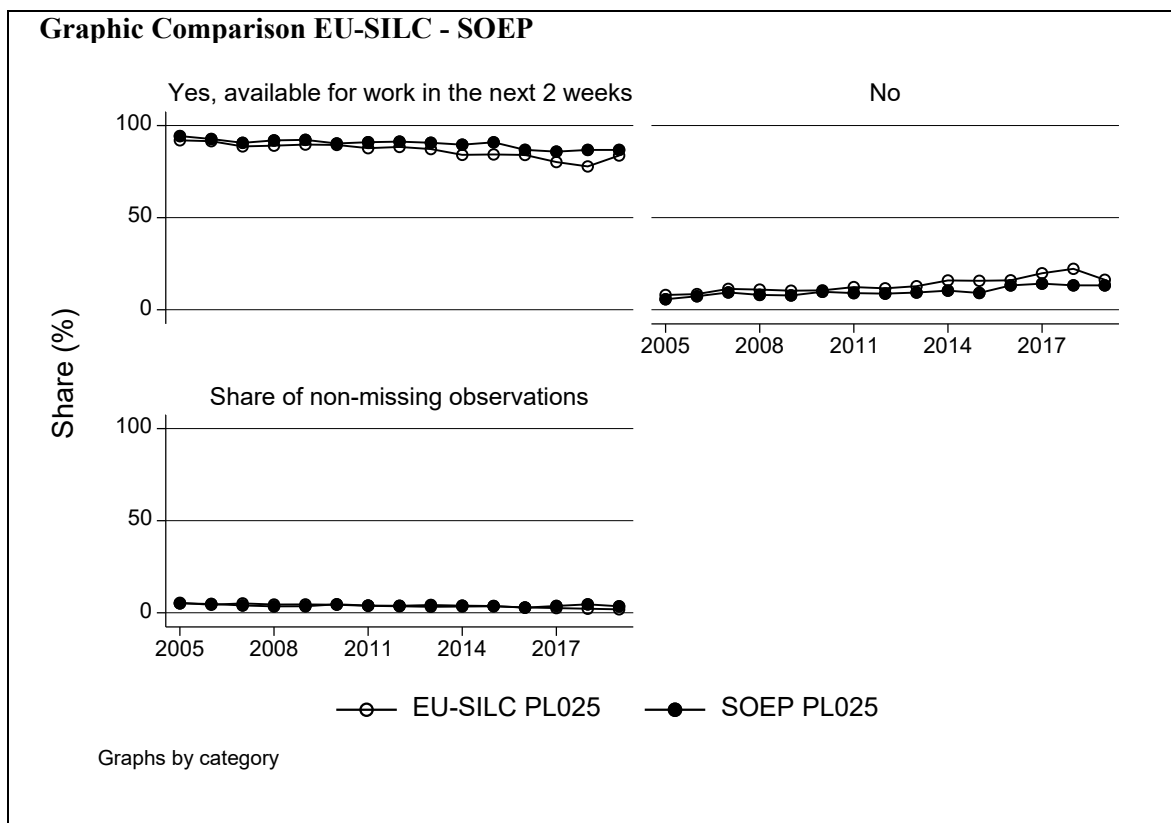 Graphic Comparison EU-SILC - SOEP
Yes, available for work in the next 2 weeks
No
100
50
0
2005 2008 2011 2014 2017
Share (%)
Share of non-missing observations
100
50
0
2005 2008 2011 2014 2017
EU-SILC PL025 SOEP PL025
Graphs by category